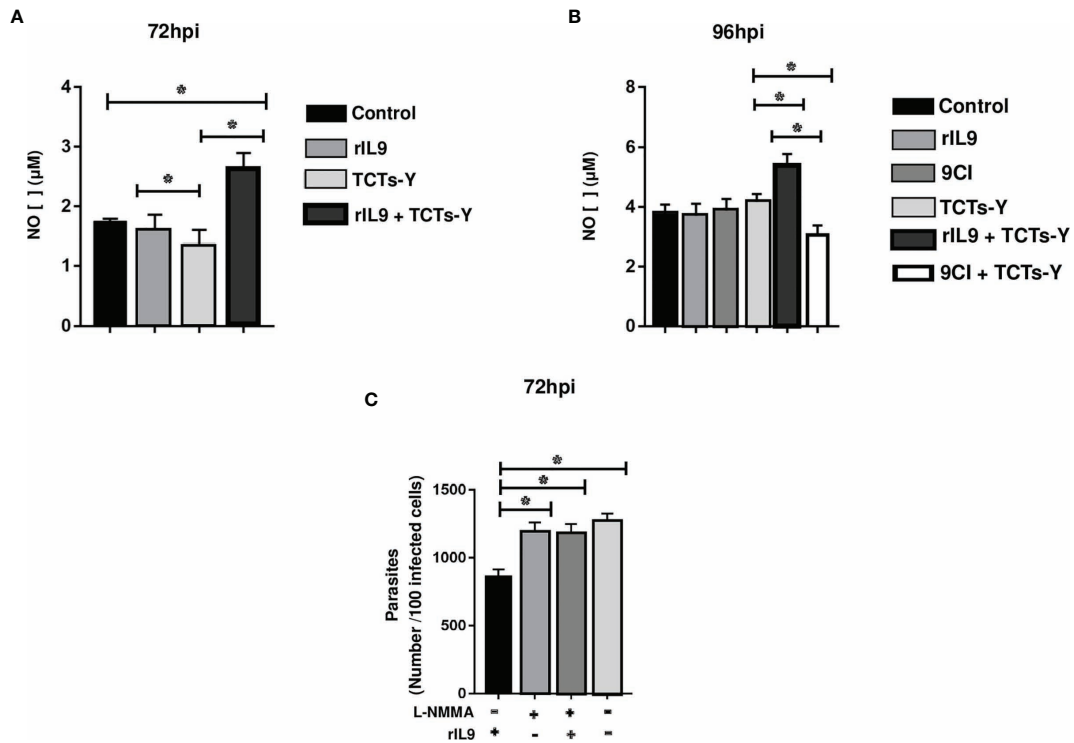 A
72hpi
NO [ ] (µM)
4
3
2
1
0
*
*
*
Control
rIL9
TCTs-Y
rIL9 + TCTs-Y
B
96hpi
NO [ ] (µM)
8
6
4
2
0
*
*
*
Control
rIL9
9CI
TCTs-Y
rIL9 + TCTs-Y
9CI + TCTs-Y
C
72hpi
Parasites
(Number /100 infected cells)
1500
1000
500
0
*
*
*
L-NMMA - + + -
rIL9 + - + -